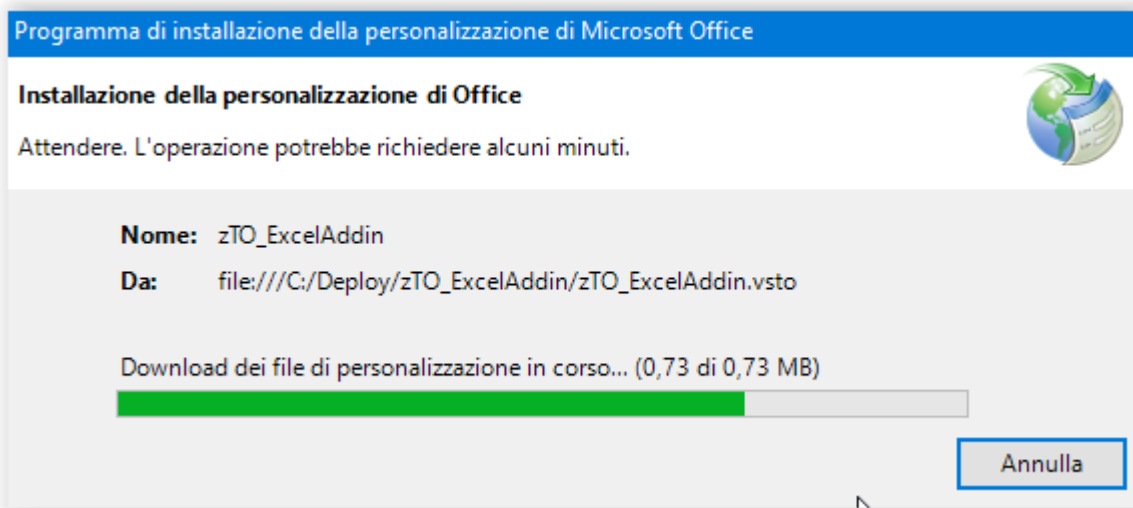 Programma di installazione della personalizzazione di Microsoft Office
Installazione della personalizzazione di Office
Attendere. L'operazione potrebbe richiedere alcuni minuti.
Nome: zTO_ExcelAddin
Da: file:///C:/Deploy/zTO_ExcelAddin/zTO_ExcelAddin.vsto
Download dei file di personalizzazione in corso... (0,73 di 0,73 MB)
Annulla